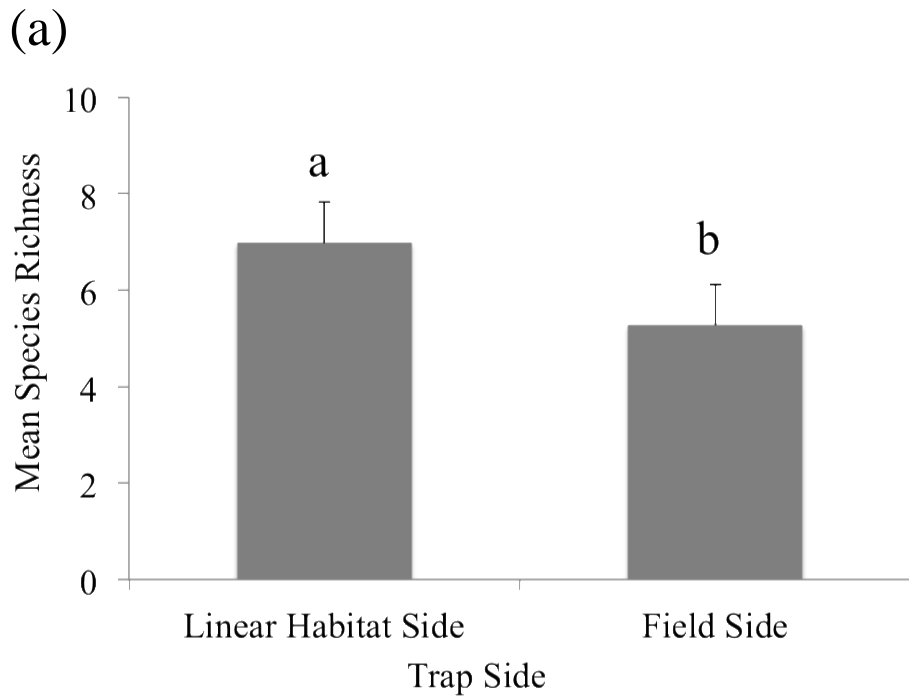 (a)
Mean Species Richness
10
8
6
4
2
0
a
b
Linear Habitat Side
Field Side
Trap Side